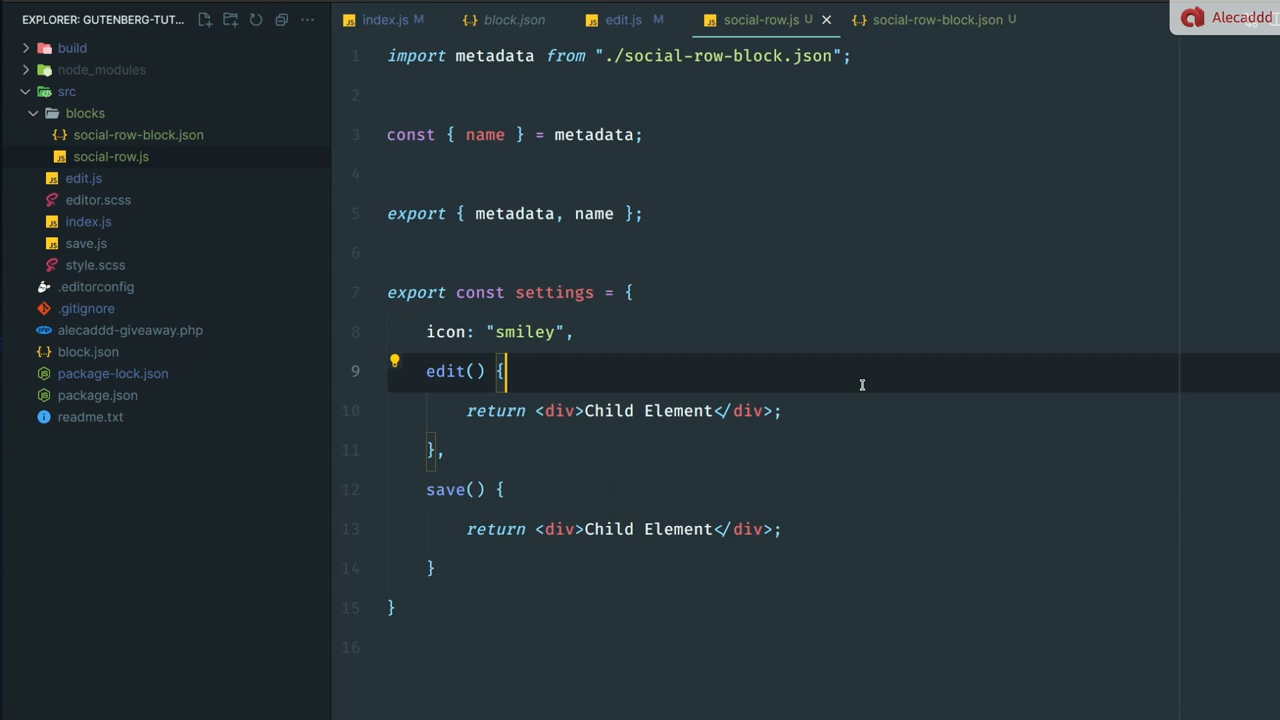 EXPLORER: GUTENBERG-TUT...
index.js M
block.json
edit.js M
social-row.js U
social-row-block.json U
Alecaddd
build
node_modules
src
blocks
social-row-block.json
social-row.js
edit.js
editor.scss
index.js
save.js
style.scss
.editorconfig
.gitignore
alecaddd-giveaway.php
block.json
package-lock.json
package.json
readme.txt
1 import metadata from "./social-row-block.json";
2
3 const { name } = metadata;
4
5 export { metadata, name };
6
7 export const settings = {
8 icon: "smiley",
9 edit() {
10 return <div>Child Element</div>;
11 },
12 save() {
13 return <div>Child Element</div>;
14 }
15 }
16